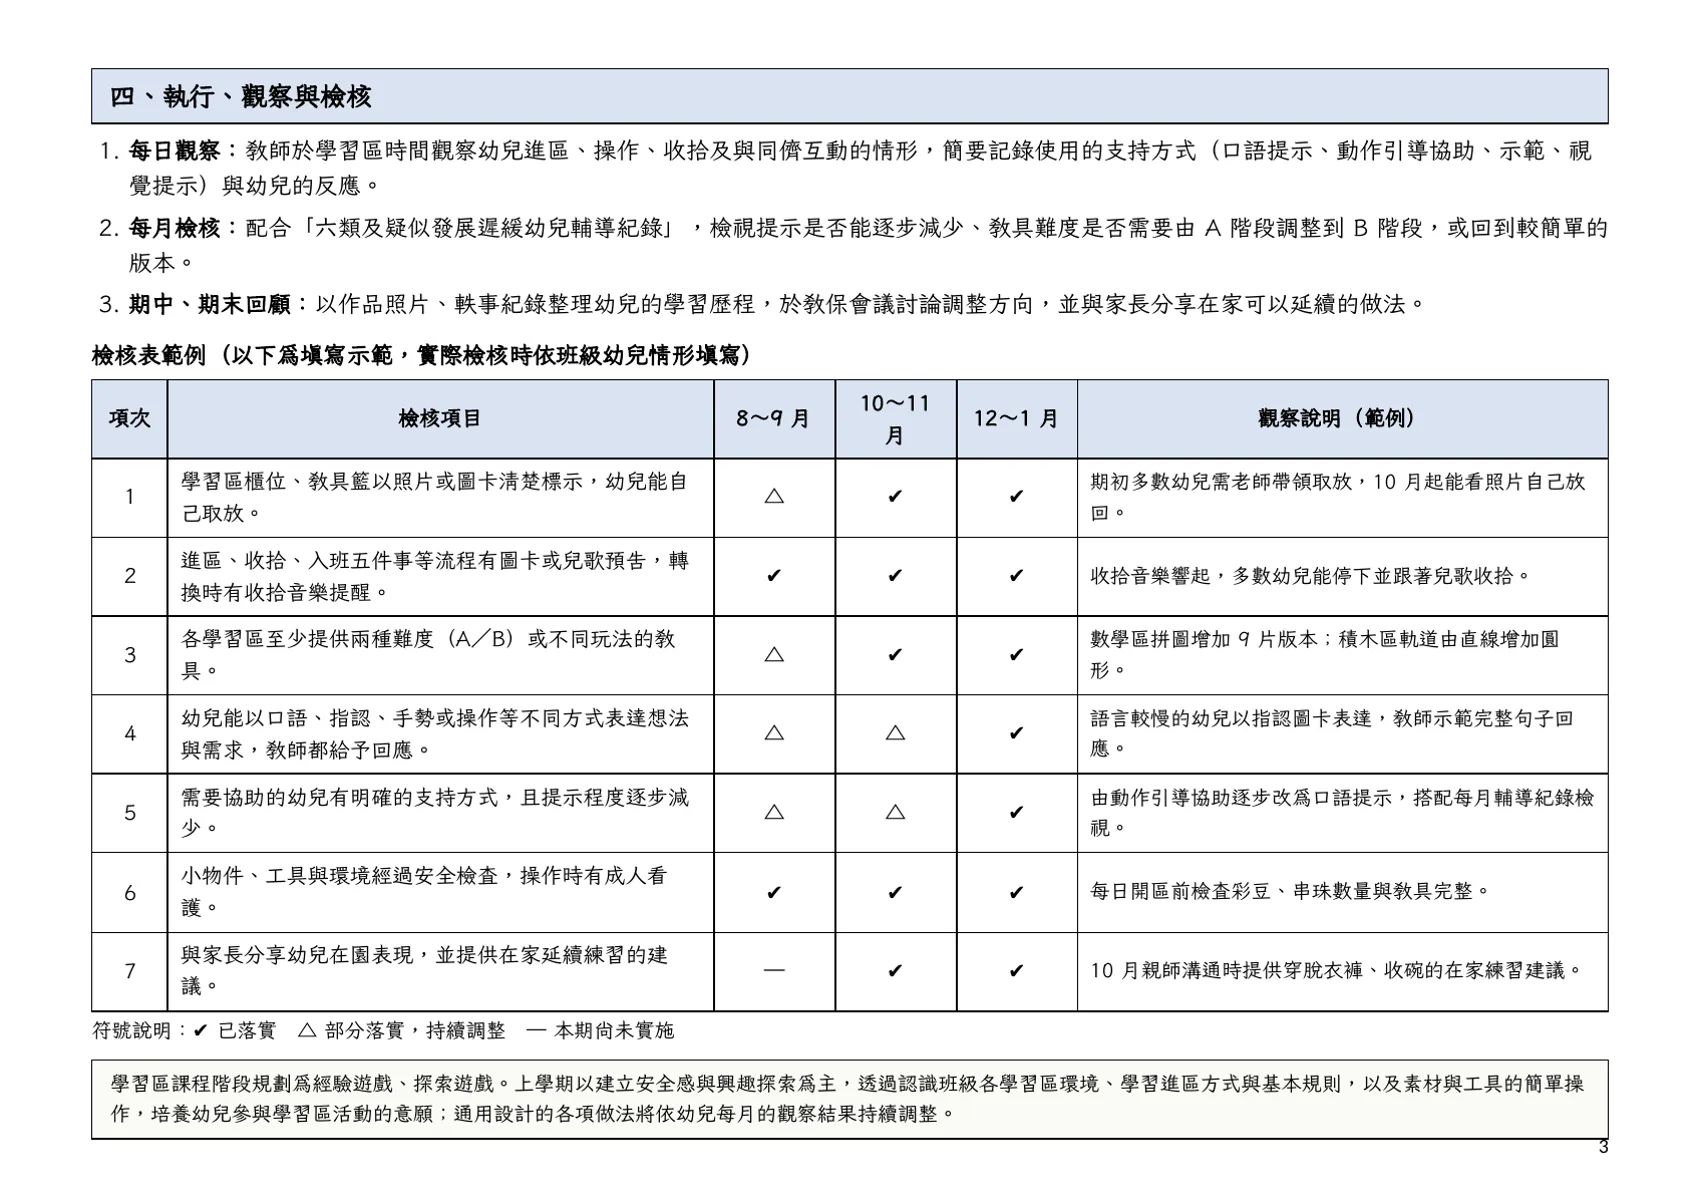 四、執行、觀察與檢核
1. 每日觀察：教師於學習區時間觀察幼兒進區、操作、收拾及與同儕互動的情形，簡要記錄使用的支持方式（口語提示、動作引導協助、示範、視
覺提示）與幼兒的反應。
2. 每月檢核：配合「六類及疑似發展遲緩幼兒輔導紀錄」，檢視提示是否能逐步減少、教具難度是否需要由 A 階段調整到 B 階段，或回到較簡單的
版本。
3. 期中、期末回顧：以作品照片、軼事紀錄整理幼兒的學習歷程，於教保會議討論調整方向，並與家長分享在家可以延續的做法。
檢核表範例（以下為填寫示範，實際檢核時依班級幼兒情形填寫）
項次 檢核項目 8～9 月 10～11 月 12～1 月 觀察說明（範例）
1 學習區櫃位、教具籃以照片或圖卡清楚標示，幼兒能自 △ ✔ ✔ 期初多數幼兒需老師帶領取放，10 月起能看照片自己放
己取放。 回。
2 進區、收拾、入班五件事等流程有圖卡或兒歌預告，轉 ✔ ✔ ✔ 收拾音樂響起，多數幼兒能停下並跟著兒歌收拾。
換時有收拾音樂提醒。
3 各學習區至少提供兩種難度（A／B）或不同玩法的教 △ ✔ ✔ 數學區拼圖增加 9 片版本；積木區軌道由直線增加圓
具。 形。
4 幼兒能以口語、指認、手勢或操作等不同方式表達想法 △ △ ✔ 語言較慢的幼兒以指認圖卡表達，教師示範完整句子回
與需求，教師都給予回應。 應。
5 需要協助的幼兒有明確的支持方式，且提示程度逐步減 △ △ ✔ 由動作引導協助逐步改為口語提示，搭配每月輔導紀錄檢
少。 視。
6 小物件、工具與環境經過安全檢查，操作時有成人看 ✔ ✔ ✔ 每日開區前檢查彩豆、串珠數量與教具完整。
護。
7 與家長分享幼兒在園表現，並提供在家延續練習的建 — ✔ ✔ 10 月親師溝通時提供穿脫衣褲、收碗的在家練習建議。
議。
符號說明：✔ 已落實　△ 部分落實，持續調整　— 本期尚未實施
學習區課程階段規劃為經驗遊戲、探索遊戲。上學期以建立安全感與興趣探索為主，透過認識班級各學習區環境、學習進區方式與基本規則，以及素材與工具的簡單操
作，培養幼兒參與學習區活動的意願；通用設計的各項做法將依幼兒每月的觀察結果持續調整。
3